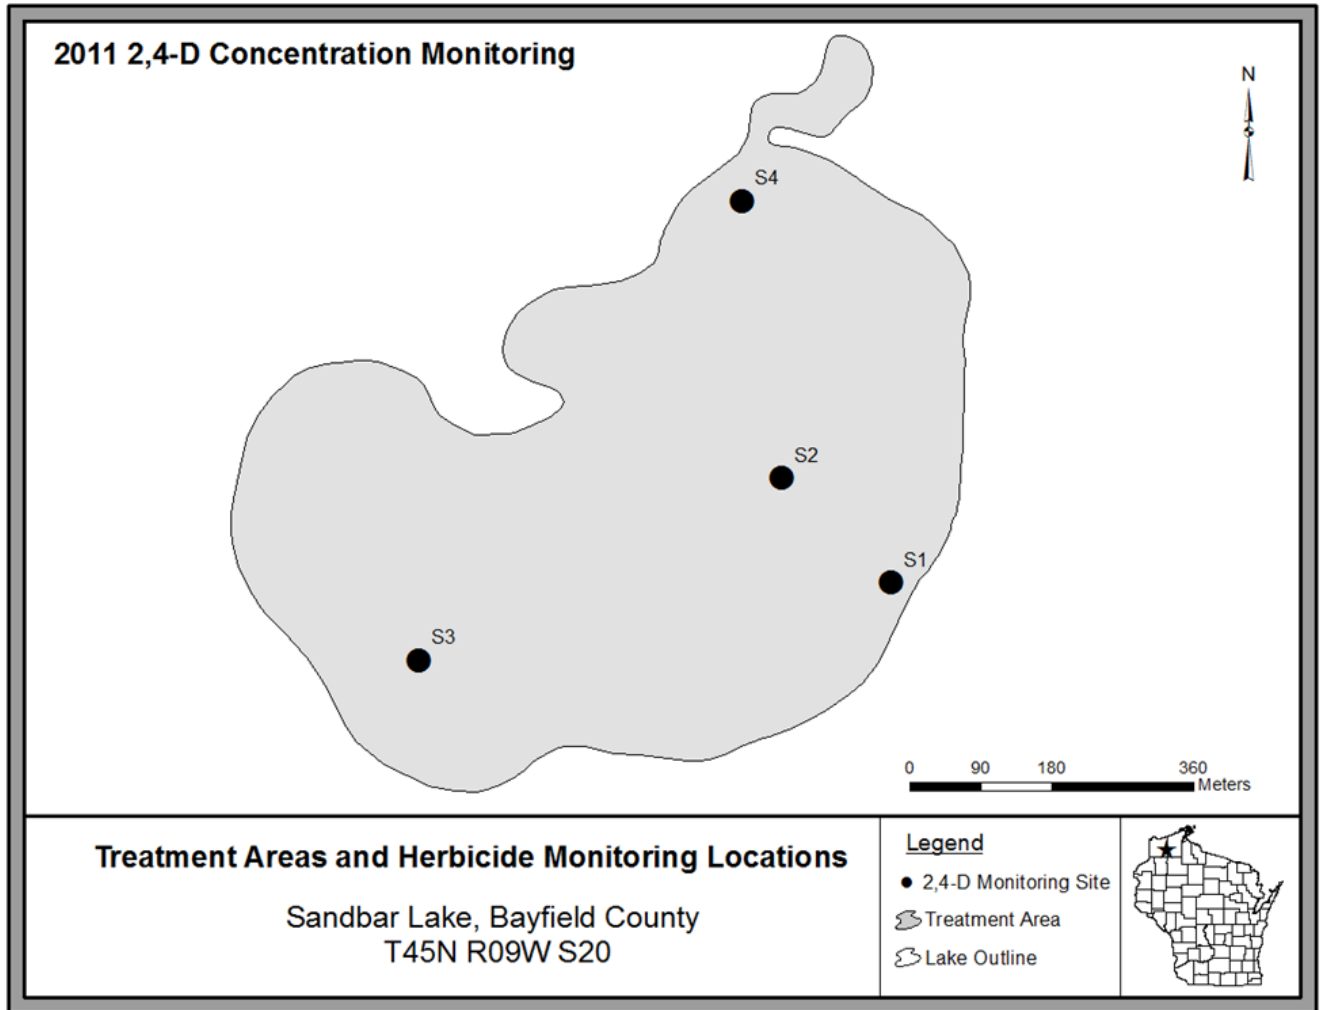 2011 2,4-D Concentration Monitoring
N
S4
S2
S1
S3
0 90 180 360
Meters
Treatment Areas and Herbicide Monitoring Locations
Sandbar Lake, Bayfield County
T45N R09W S20
Legend
2,4-D Monitoring Site
Treatment Area
Lake Outline